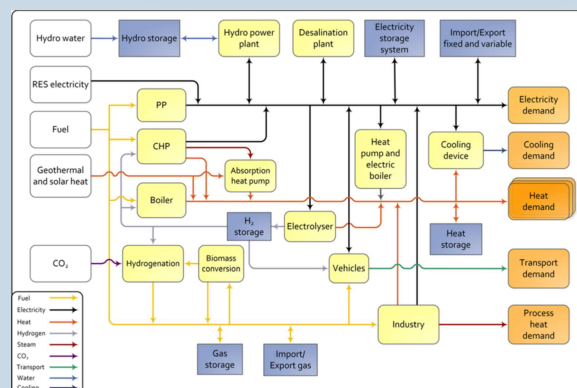 Hydro water
Hydro storage
Hydro power
plant
Desalination
plant
Electricity
storage
system
Import/Export
fixed and variable
RES electricity
PP
Electricity
demand
Fuel
CHP
Heat
pump and
electric
boiler
Cooling
device
Cooling
demand
Geothermal
and solar heat
Absorption
heat pump
Boiler
Heat
demand
H₂
storage
Electrolyser
Heat
storage
CO₂
Hydrogenation
Biomass
conversion
Vehicles
Transport
demand
Industry
Process
heat demand
Gas
storage
Import/
Export gas
Fuel
Electricity
Heat
Hydrogen
Steam
CO₂
Transport
Water
Cooling